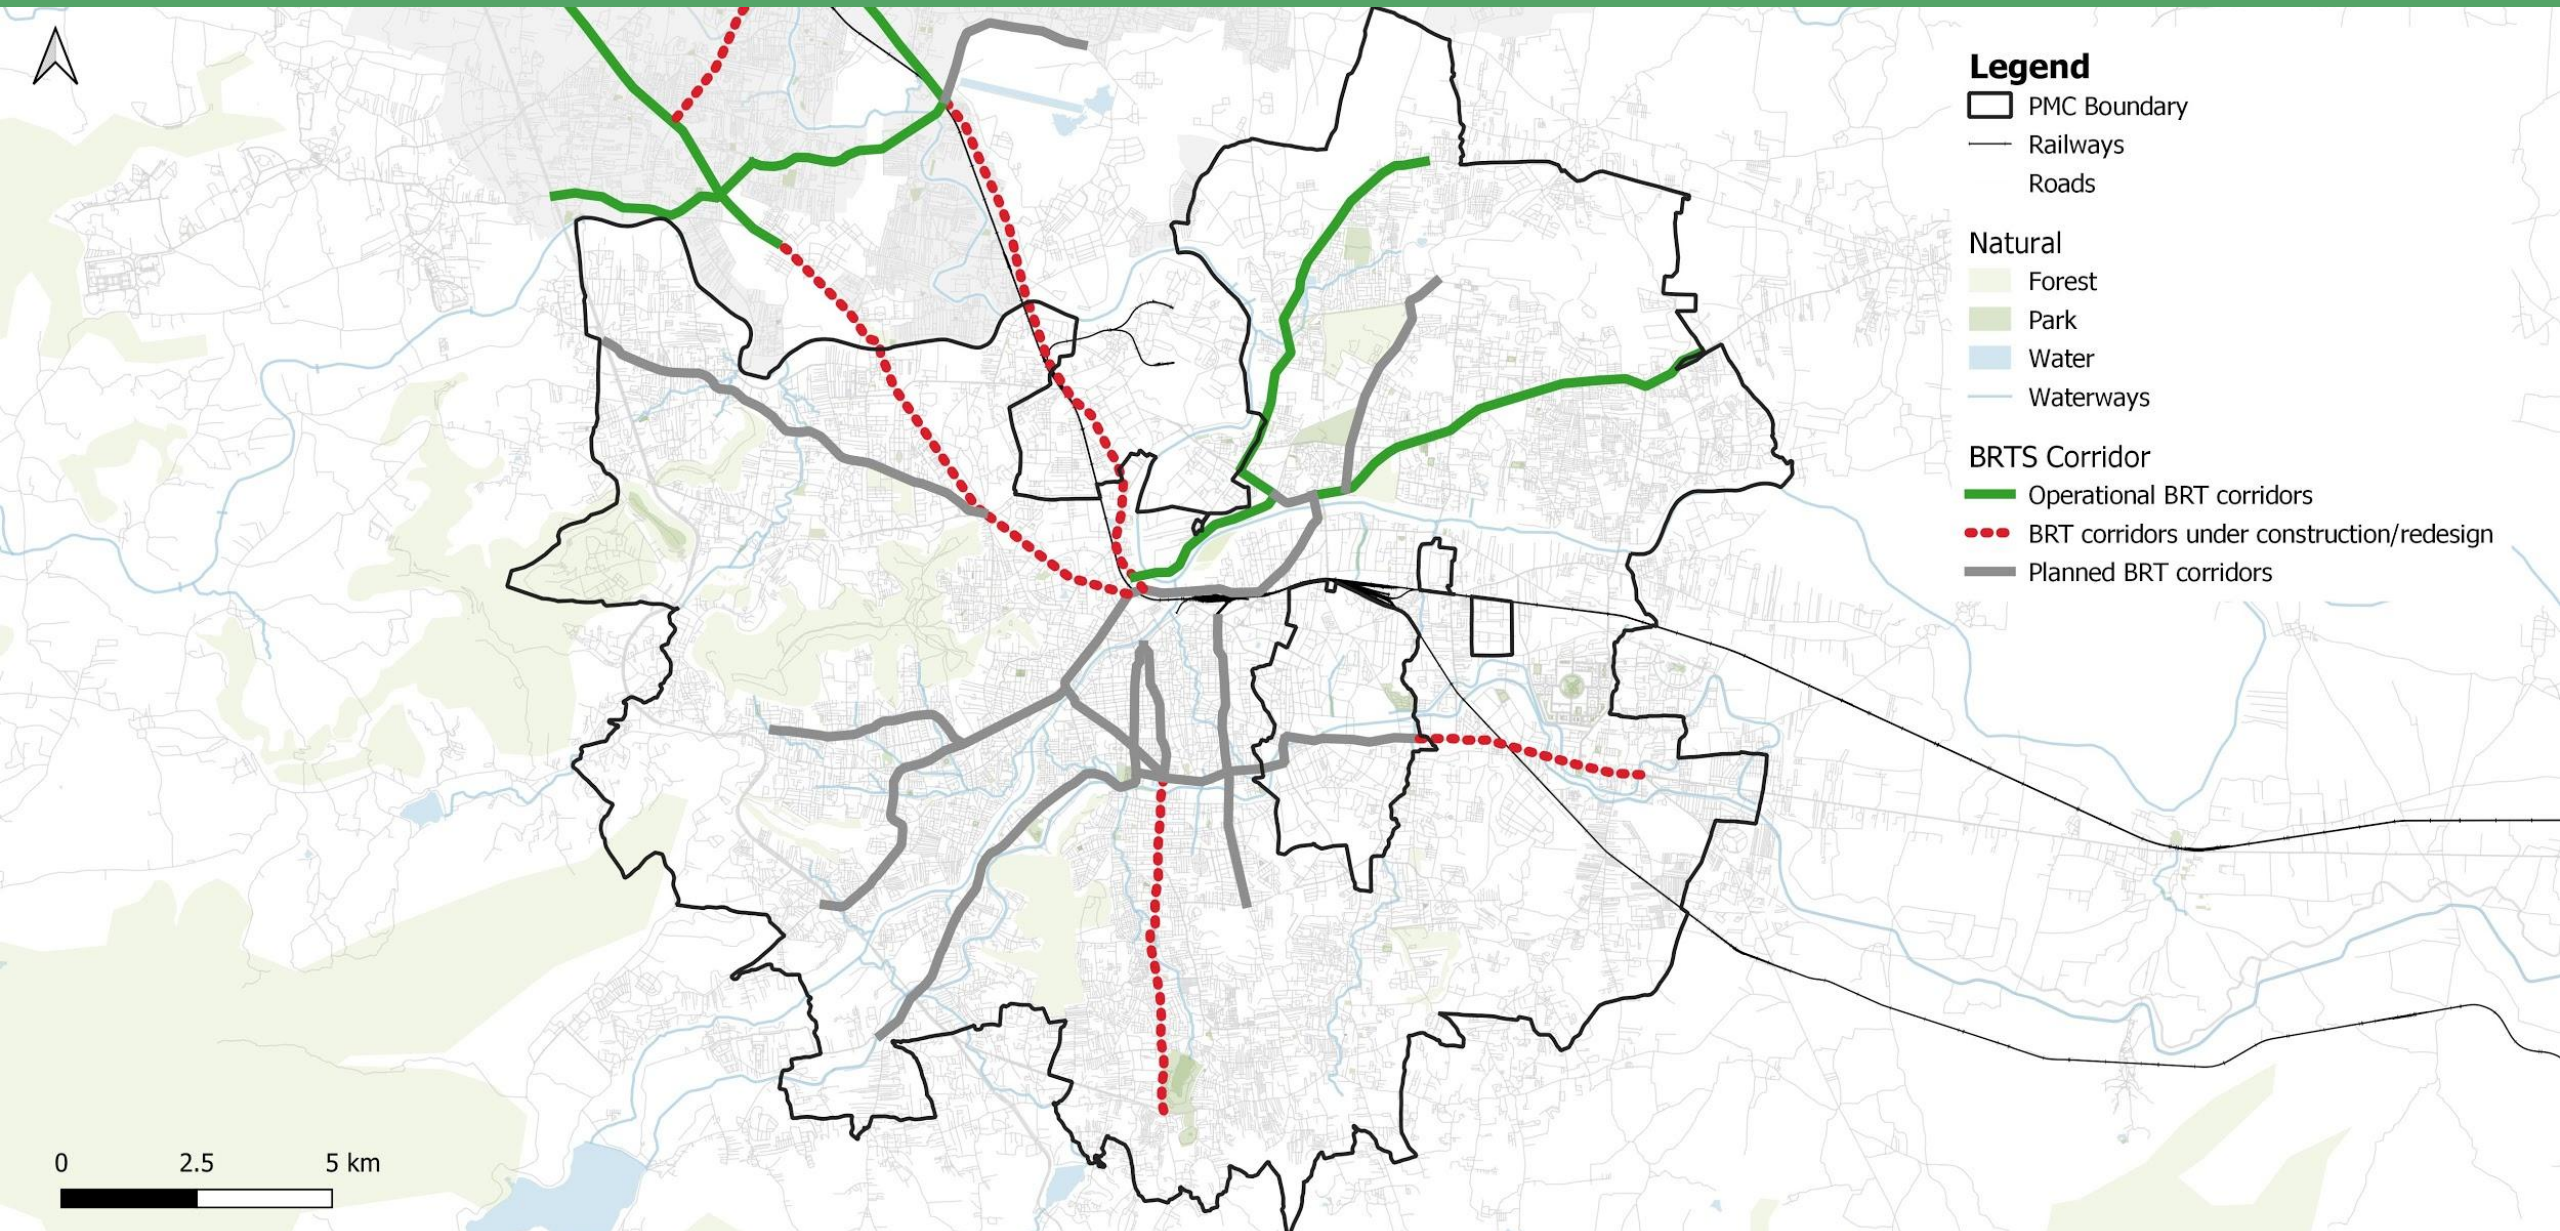 Legend
PMC Boundary
Railways
Roads
Natural
Forest
Park
Water
Waterways
BRTS Corridor
Operational BRT corridors
BRT corridors under construction/redesign
Planned BRT corridors
0 2.5 5 km